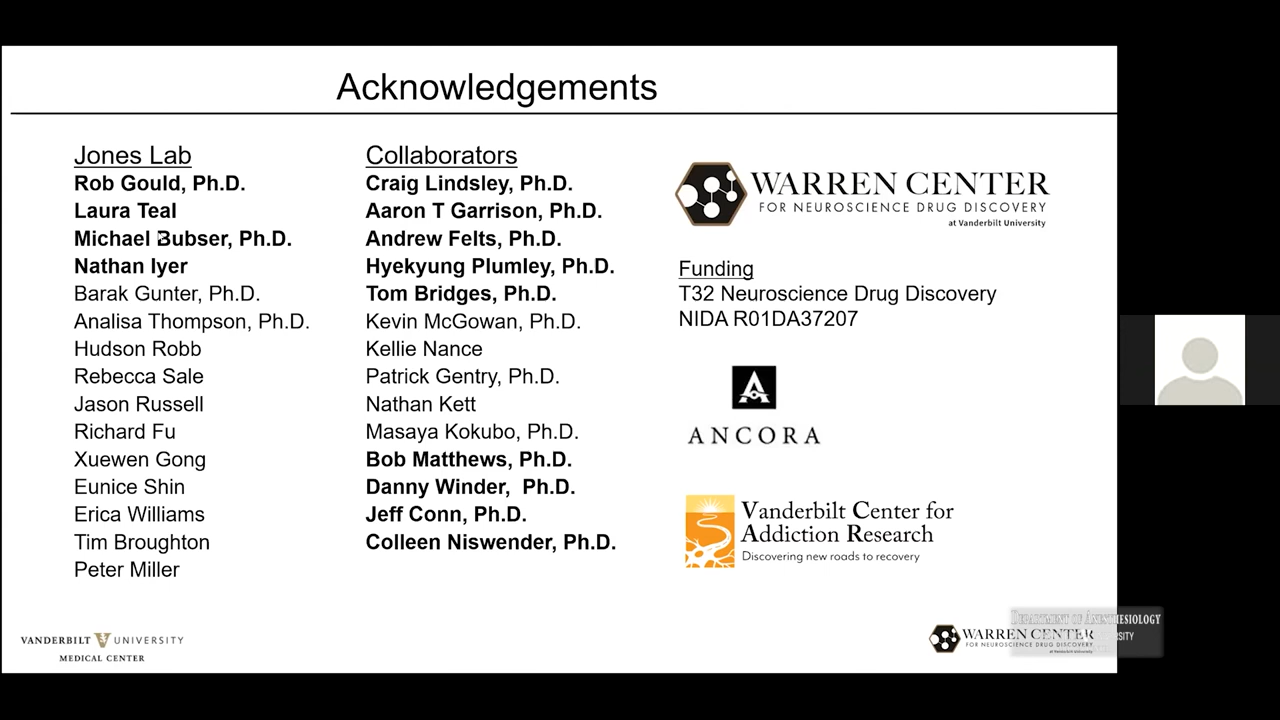 Acknowledgements
Jones Lab
Rob Gould, Ph.D.
Laura Teal
Michael Bubser, Ph.D.
Nathan Iyer
Barak Gunter, Ph.D.
Analisa Thompson, Ph.D.
Hudson Robb
Rebecca Sale
Jason Russell
Richard Fu
Xuewen Gong
Eunice Shin
Erica Williams
Tim Broughton
Peter Miller
Collaborators
Craig Lindsley, Ph.D.
Aaron T Garrison, Ph.D.
Andrew Felts, Ph.D.
Hyekyung Plumley, Ph.D.
Tom Bridges, Ph.D.
Kevin McGowan, Ph.D.
Kellie Nance
Patrick Gentry, Ph.D.
Nathan Kett
Masaya Kokubo, Ph.D.
Bob Matthews, Ph.D.
Danny Winder, Ph.D.
Jeff Conn, Ph.D.
Colleen Niswender, Ph.D.
WARREN CENTER
FOR NEUROSCIENCE DRUG DISCOVERY
at Vanderbilt University
Funding
T32 Neuroscience Drug Discovery
NIDA R01DA37207
ANCORA
Vanderbilt Center for
Addiction Research
Discovering new roads to recovery
VANDERBILT V UNIVERSITY
MEDICAL CENTER
WARREN CENTER
FOR NEUROSCIENCE DRUG DISCOVERY
at Vanderbilt University
DEPARTMENT OF ANESTHESIOLOGY